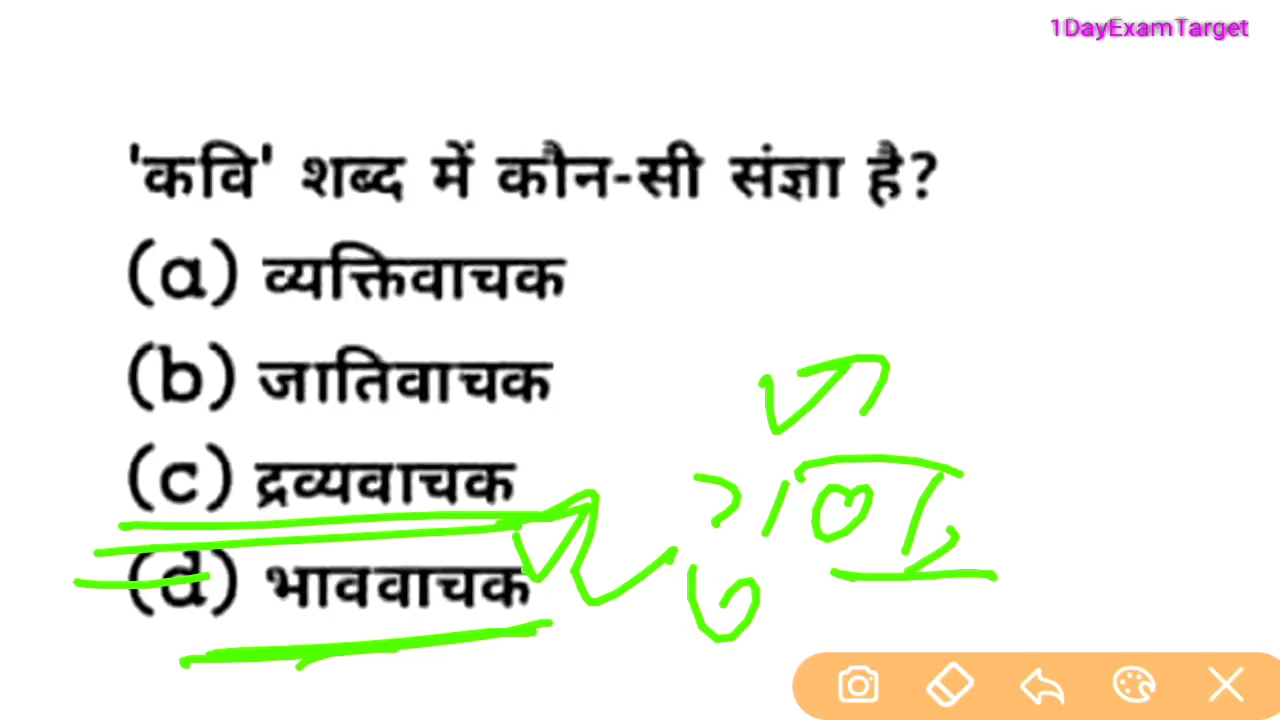 1DayExamTarget
'कवि' शब्द में कौन-सी संज्ञा है?
(a) व्यक्तिवाचक
(b) जातिवाचक
(c) द्रव्यवाचक
(d) भाववाचक